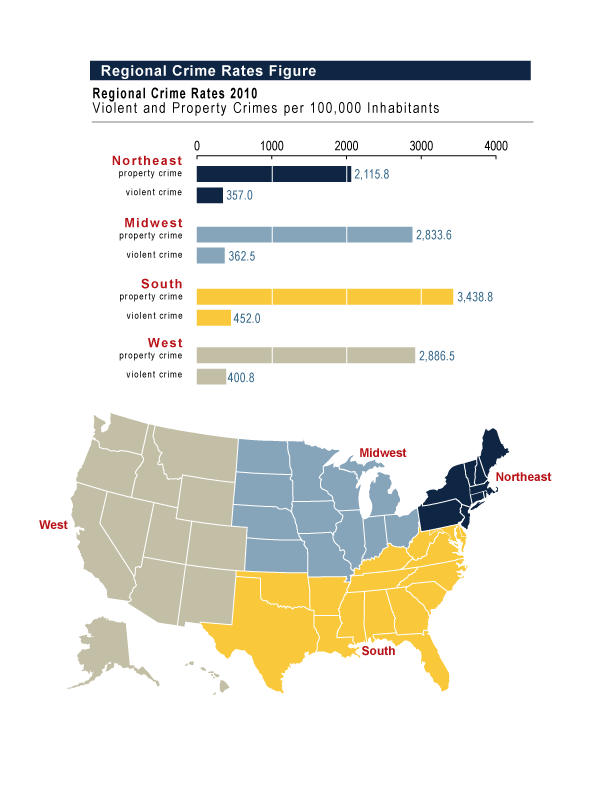 Regional Crime Rates Figure
Regional Crime Rates 2010
Violent and Property Crimes per 100,000 Inhabitants
0 1000 2000 3000 4000
Northeast
property crime 2,115.8
violent crime 357.0
Midwest
property crime 2,833.6
violent crime 362.5
South
property crime 3,438.8
violent crime 452.0
West
property crime 2,886.5
violent crime 400.8
Midwest
Northeast
West
South